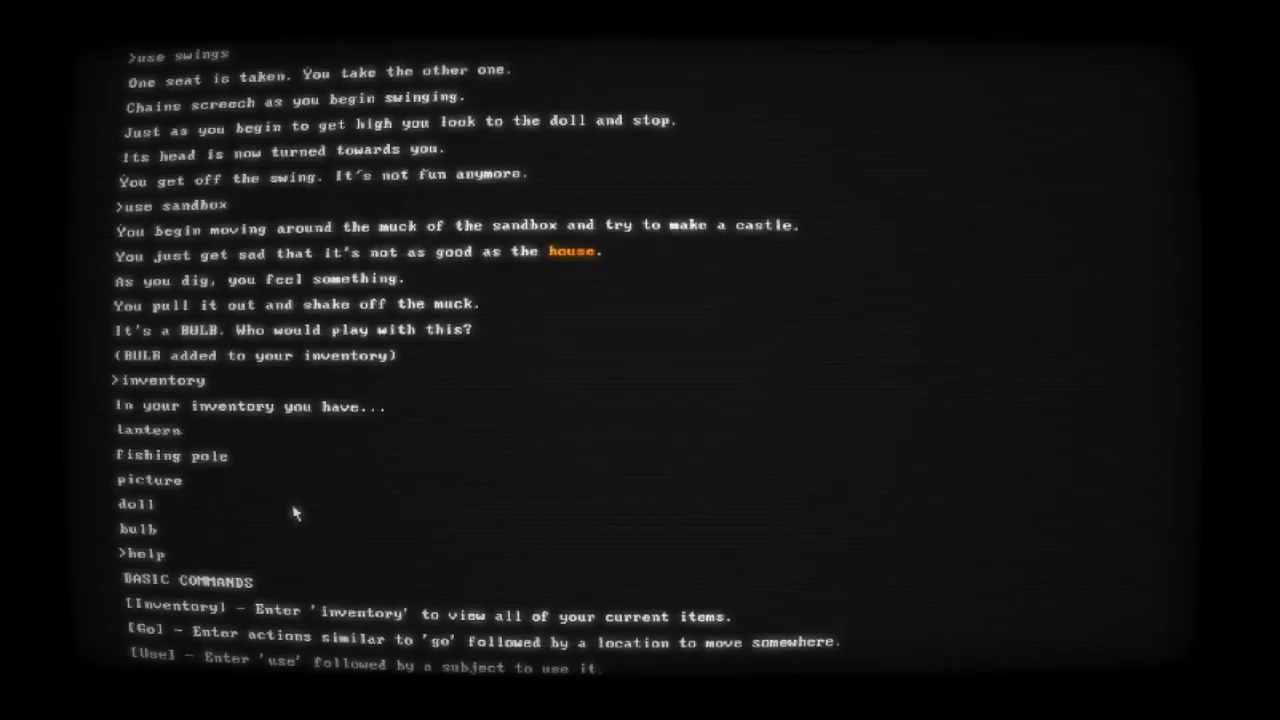 >use swings
One seat is taken. You take the other one.
Chains screech as you begin swinging.
Just as you begin to get high you look to the doll and stop.
Its head is now turned towards you.
You get off the swing. It's not fun anymore.
>use sandbox
You begin moving around the muck of the sandbox and try to make a castle.
You just get sad that it's not as good as the house.
As you dig, you feel something.
You pull it out and shake off the muck.
It's a BULB. Who would play with this?
(BULB added to your inventory)
>inventory
In your inventory you have...
lantern
fishing pole
picture
doll
bulb
>help
BASIC COMMANDS
[Inventory] - Enter 'inventory' to view all of your current items.
[Go] - Enter actions similar to 'go' followed by a location to move somewhere.
[Use] - Enter 'use' followed by a subject to use it.